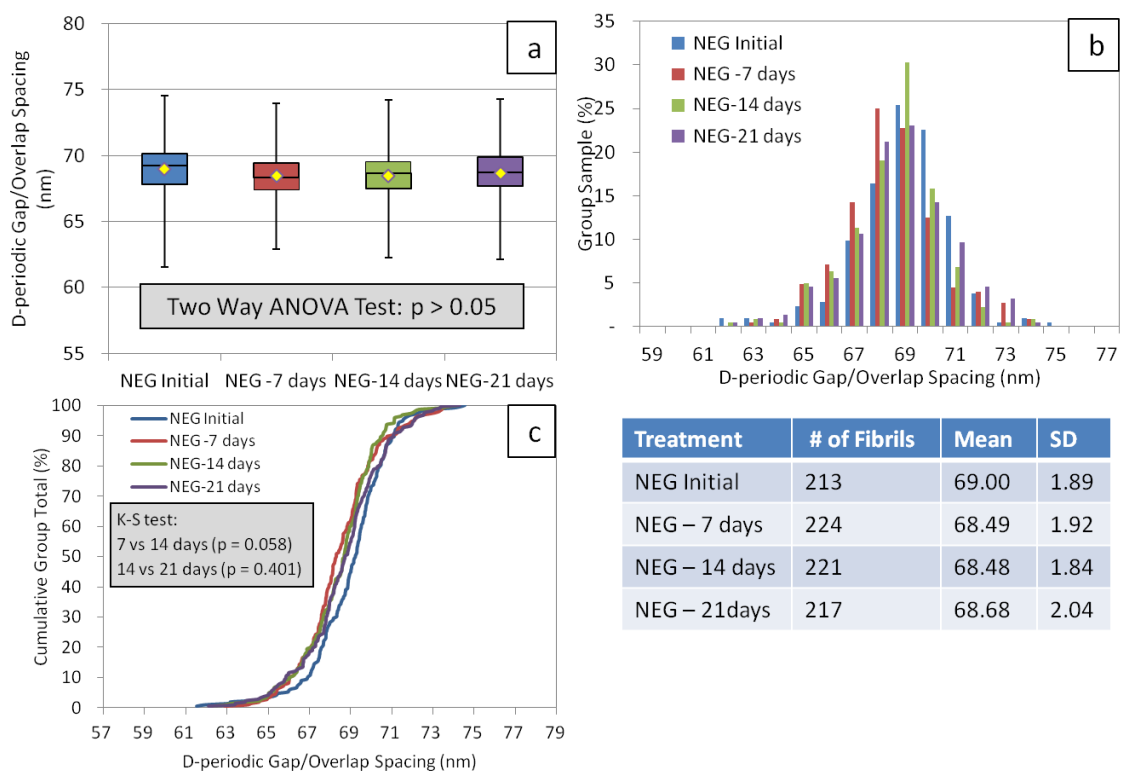 a
D-periodic Gap/Overlap Spacing
(nm)
80
75
70
65
60
55
Two Way ANOVA Test: p > 0.05
NEG Initial NEG -7 days NEG-14 days NEG-21 days
b
Group Sample (%)
35
30
25
20
15
10
5
-
NEG Initial
NEG -7 days
NEG-14 days
NEG-21 days
59 61 63 65 67 69 71 73 75 77
D-periodic Gap/Overlap Spacing (nm)
c
Cumulative Group Total (%)
100
90
80
70
60
50
40
30
20
10
0
NEG Initial
NEG -7 days
NEG-14 days
NEG-21 days
K-S test:
7 vs 14 days (p = 0.058)
14 vs 21 days (p = 0.401)
57 59 61 63 65 67 69 71 73 75 77 79
D-periodic Gap/Overlap Spacing (nm)
Treatment # of Fibrils Mean SD
NEG Initial 213 69.00 1.89
NEG – 7 days 224 68.49 1.92
NEG – 14 days 221 68.48 1.84
NEG – 21days 217 68.68 2.04